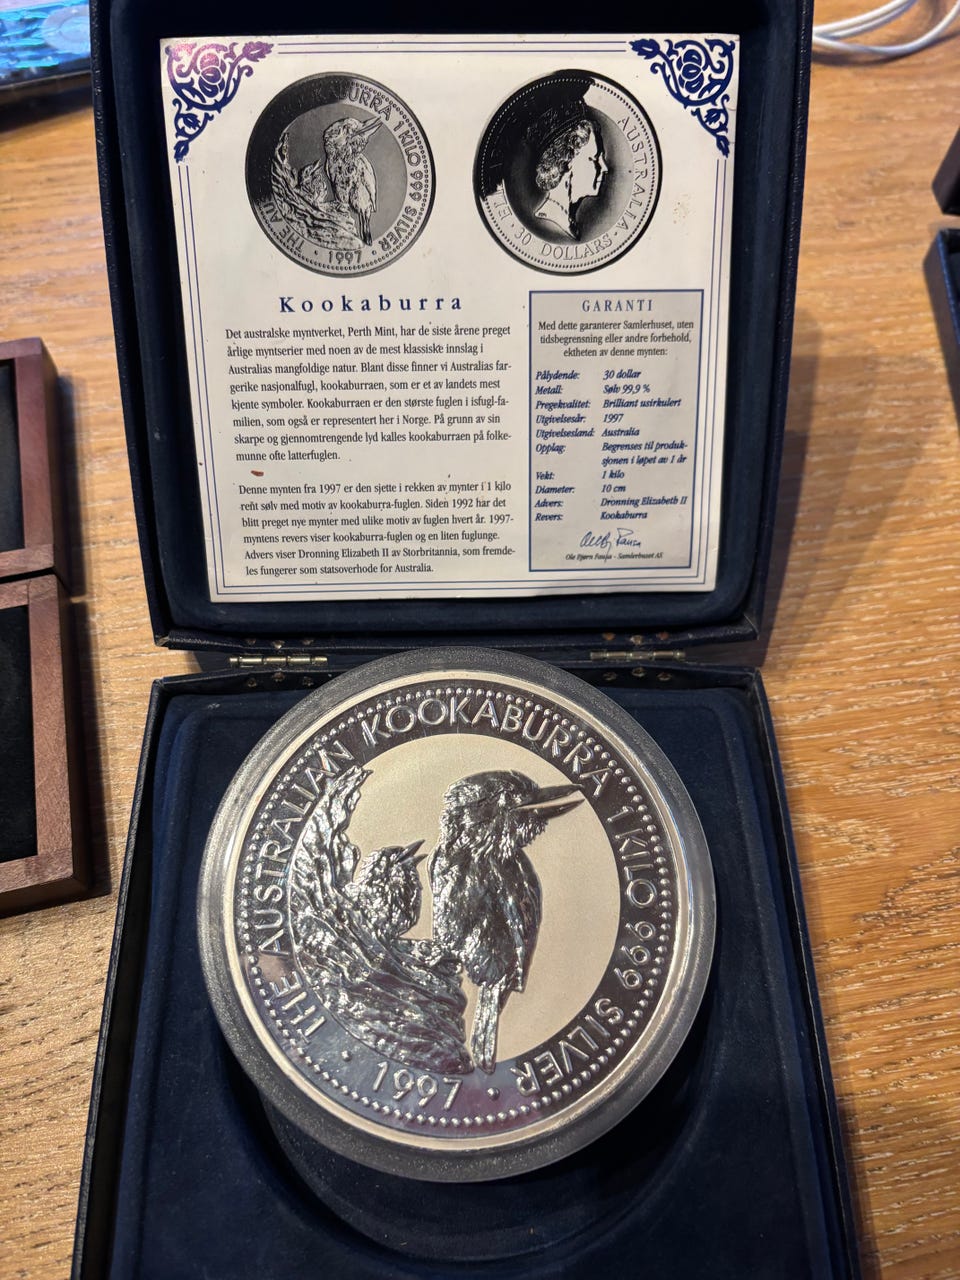 THE AUSTRALIAN KOOKABURRA 1 KILO 999 SILVER
· 1997 ·
ELIZABETH II AUSTRALIA
· 30 DOLLARS ·
Kookaburra
Det australske myntverket, Perth Mint, har de siste årene preget
årlige myntserier med noen av de mest klassiske innslag i
Australias mangfoldige natur. Blant disse finner vi Australias far-
gerike nasjonalfugl, kookaburraen, som er et av landets mest
kjente symboler. Kookaburraen er den største fuglen i isfugl-fa-
milien, som også er representert her i Norge. På grunn av sin
skarpe og gjennomtrengende lyd kalles kookaburraen på folke-
munne ofte latterfuglen.
Denne mynten fra 1997 er den sjette i rekken av mynter i 1 kilo
rent sølv med motiv av kookaburra-fuglen. Siden 1992 har det
blitt preget nye mynter med ulike motiv av fuglen hvert år. 1997-
myntens revers viser kookaburra-fuglen og en liten fuglunge.
Advers viser Dronning Elizabeth II av Storbritannia, som fremde-
les fungerer som statsoverhode for Australia.
GARANTI
Med dette garanterer Samlerhuset, uten
tidsbegrensning eller andre forbehold,
ektheten av denne mynten:
Pålydende: 30 dollar
Metall: Sølv 99,9 %
Pregekvalitet: Brilliant usirkulert
Utgivelsesår: 1997
Utgivelsesland: Australia
Opplag: Begrenses til produk-
sjonen i løpet av 1 år
Vekt: 1 kilo
Diameter: 10 cm
Advers: Dronning Elizabeth II
Revers: Kookaburra
Ole Bjørn Fausa - Samlerhuset AS
THE AUSTRALIAN KOOKABURRA 1 KILO 999 SILVER
· 1997 ·